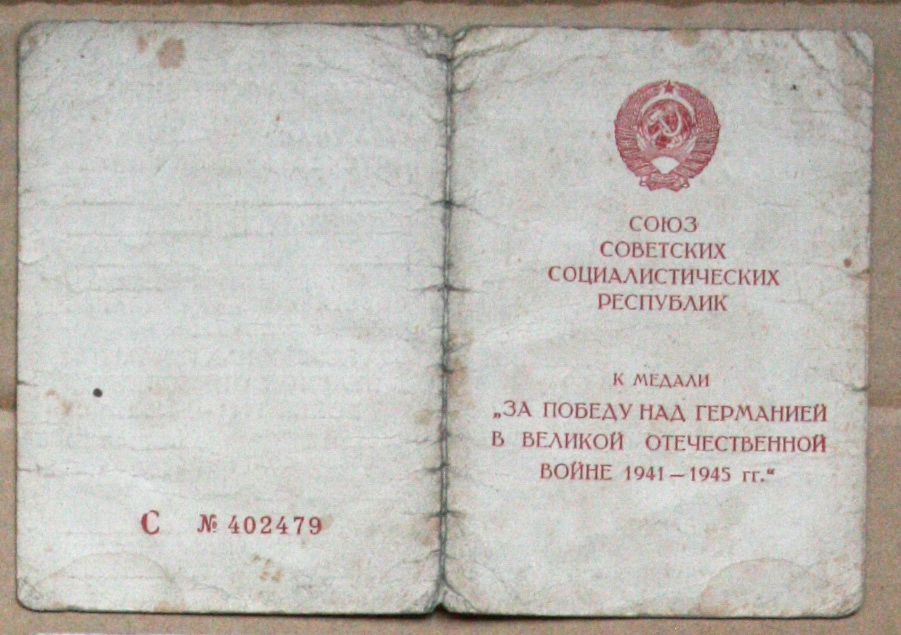 С № 402479
СОЮЗ
СОВЕТСКИХ
СОЦИАЛИСТИЧЕСКИХ
РЕСПУБЛИК
К МЕДАЛИ
„ЗА ПОБЕДУ НАД ГЕРМАНИЕЙ
В ВЕЛИКОЙ ОТЕЧЕСТВЕННОЙ
ВОЙНЕ 1941 — 1945 гг.“